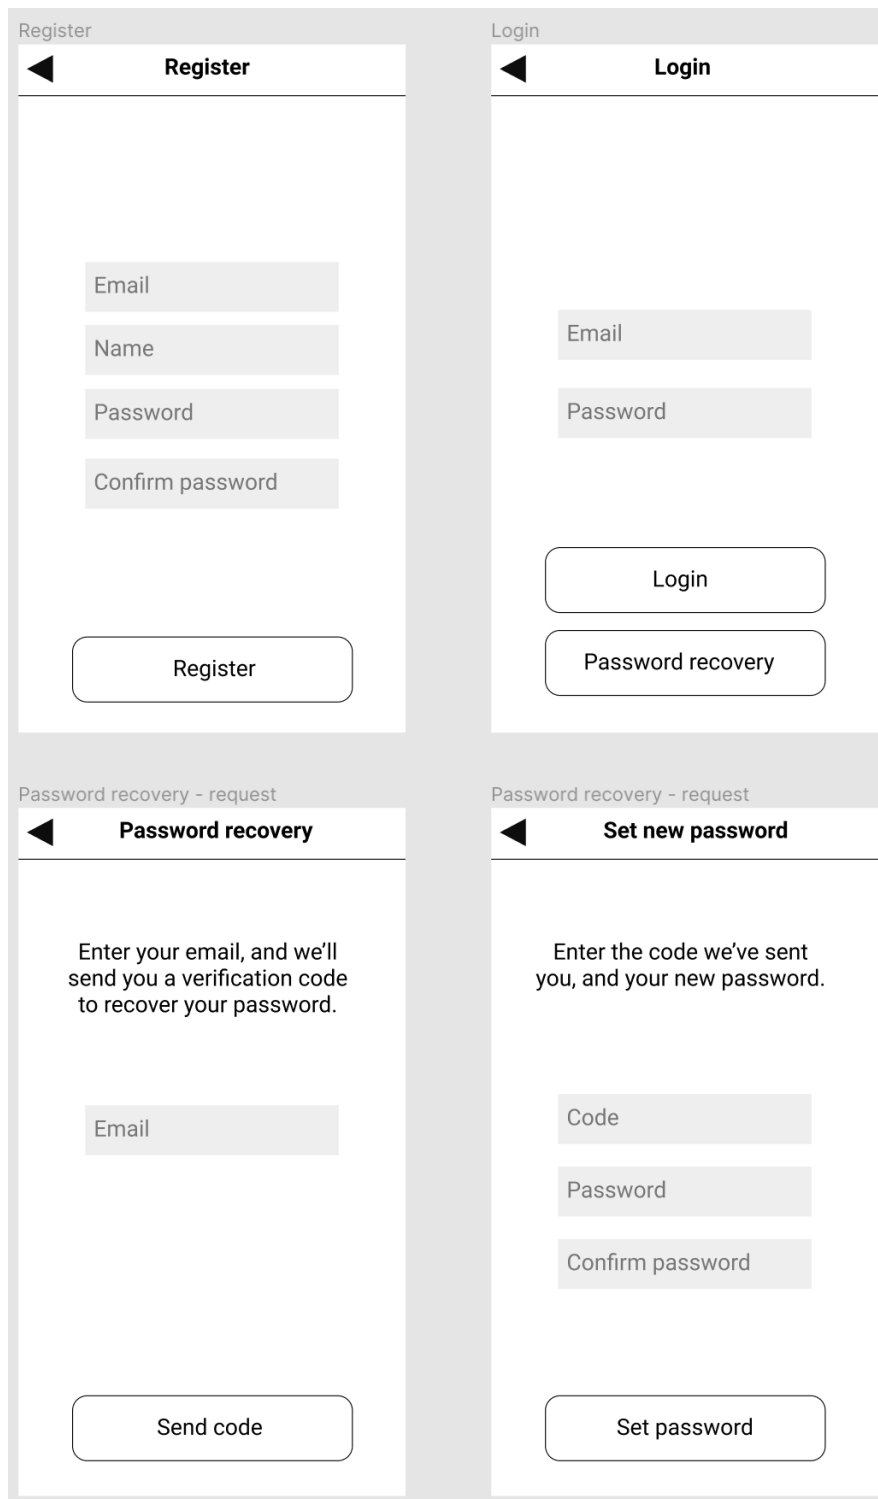 Register
Register
Email
Name
Password
Confirm password
Register
Login
Login
Email
Password
Login
Password recovery
Password recovery - request
Password recovery
Enter your email, and we’ll
send you a verification code
to recover your password.
Email
Send code
Password recovery - request
Set new password
Enter the code we’ve sent
you, and your new password.
Code
Password
Confirm password
Set password